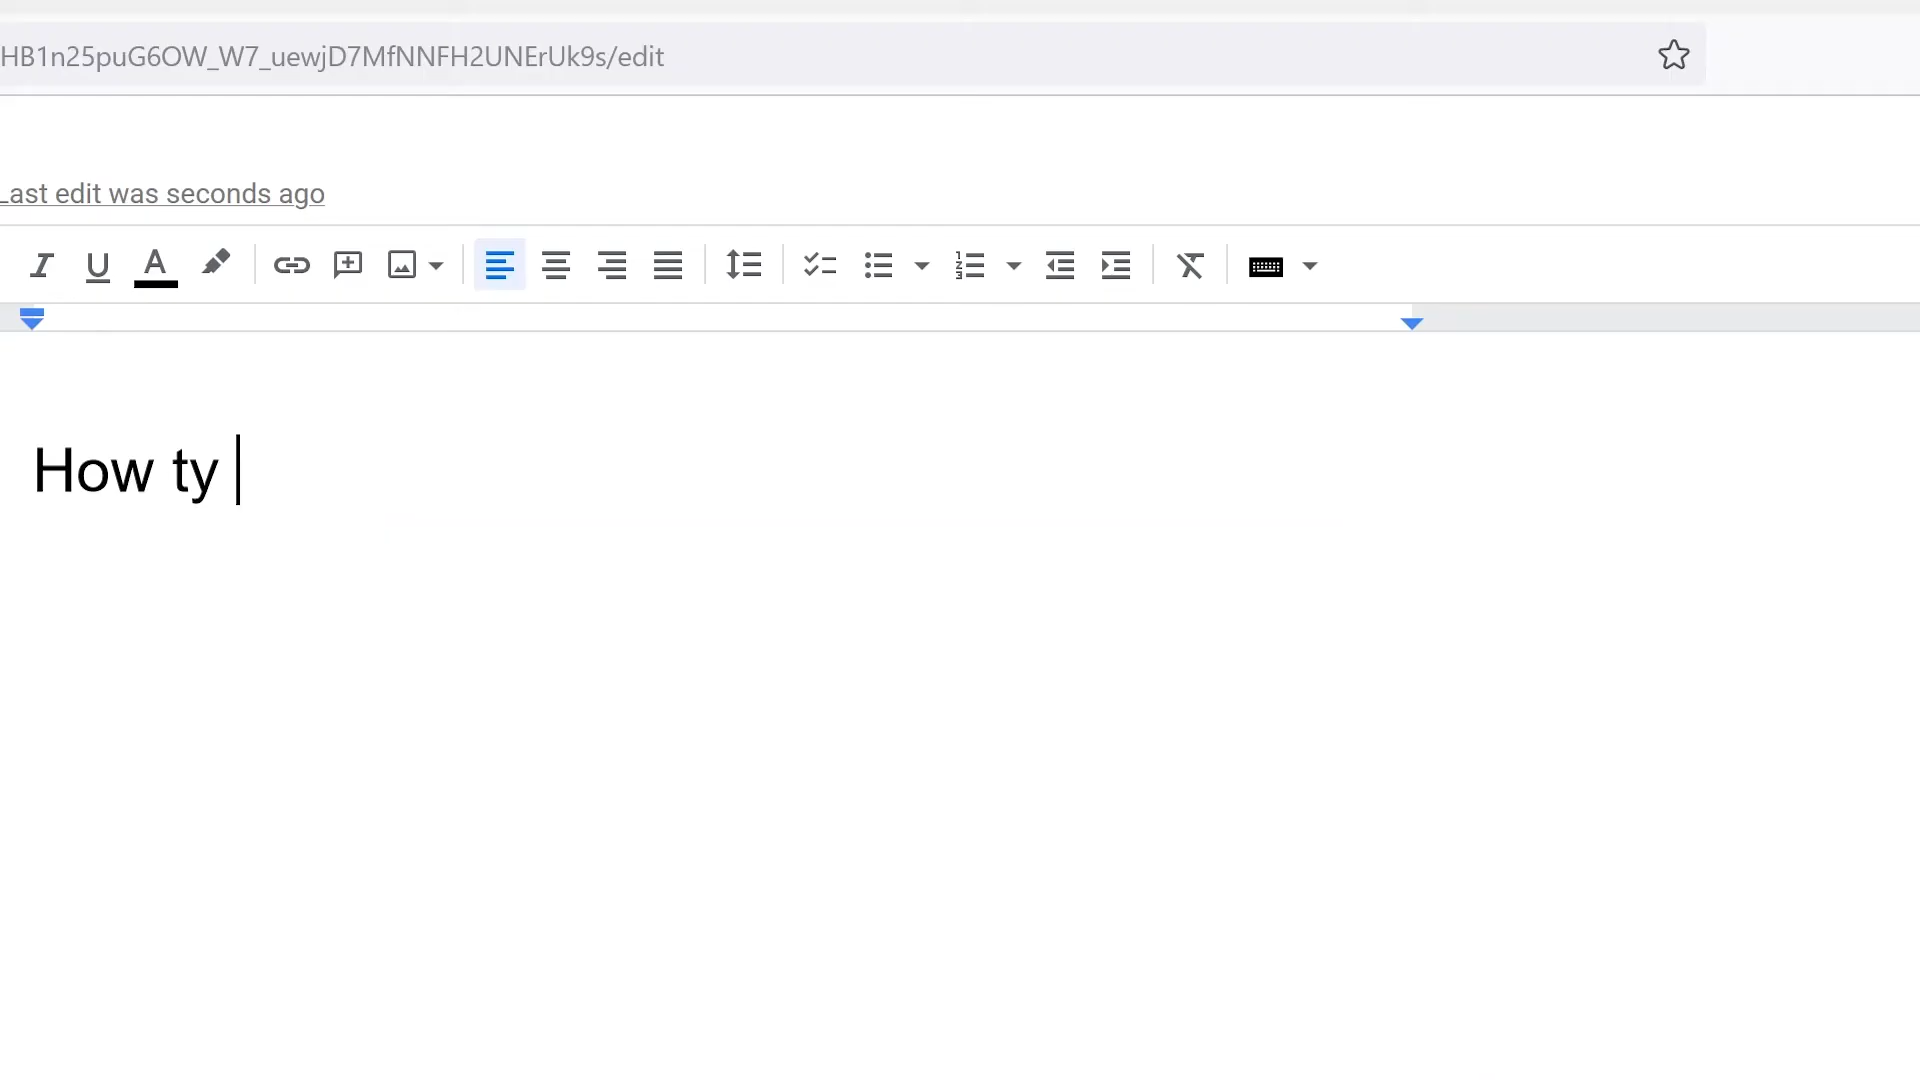 HB1n25puG6OW_W7_uewjD7MfNNFH2UNErUk9s/edit
Last edit was seconds ago
How ty